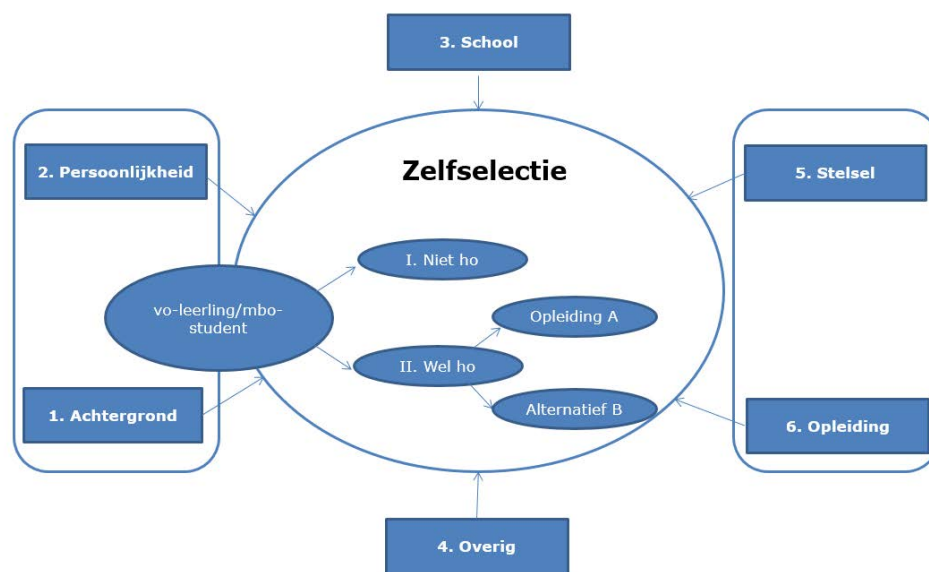 3. School
2. Persoonlijkheid
Zelfselectie
5. Stelsel
I. Niet ho
vo-leerling/mbo-
student
Opleiding A
II. Wel ho
1. Achtergrond
Alternatief B
6. Opleiding
4. Overig